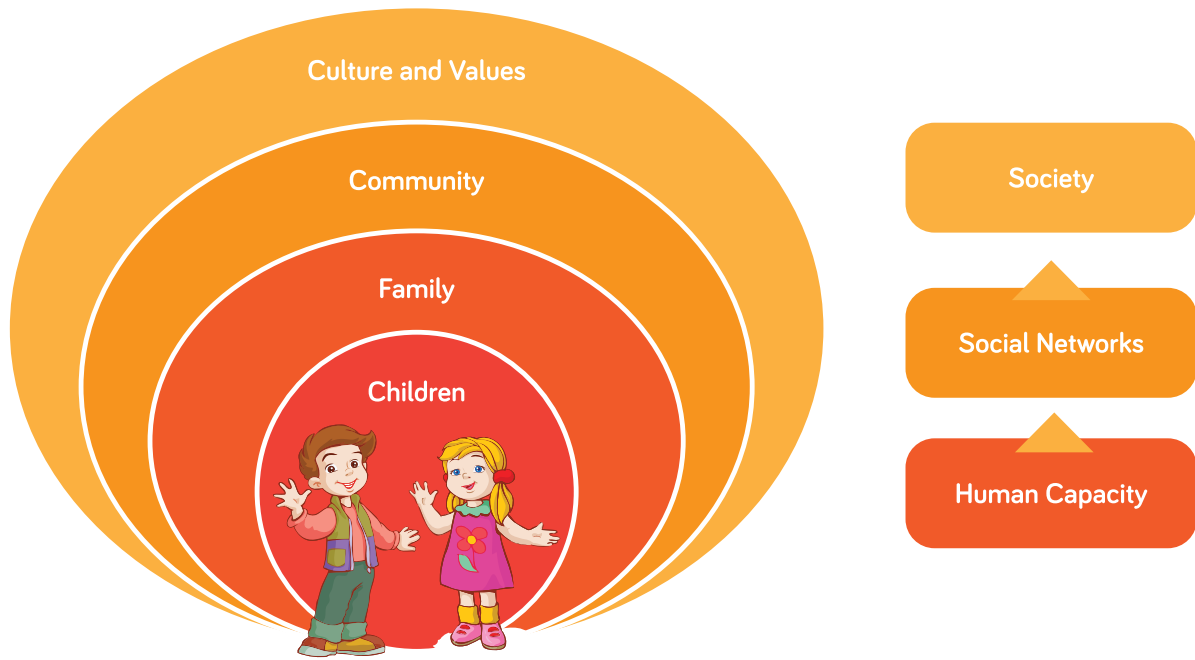 Culture and Values
Community
Family
Children
Society
Social Networks
Human Capacity